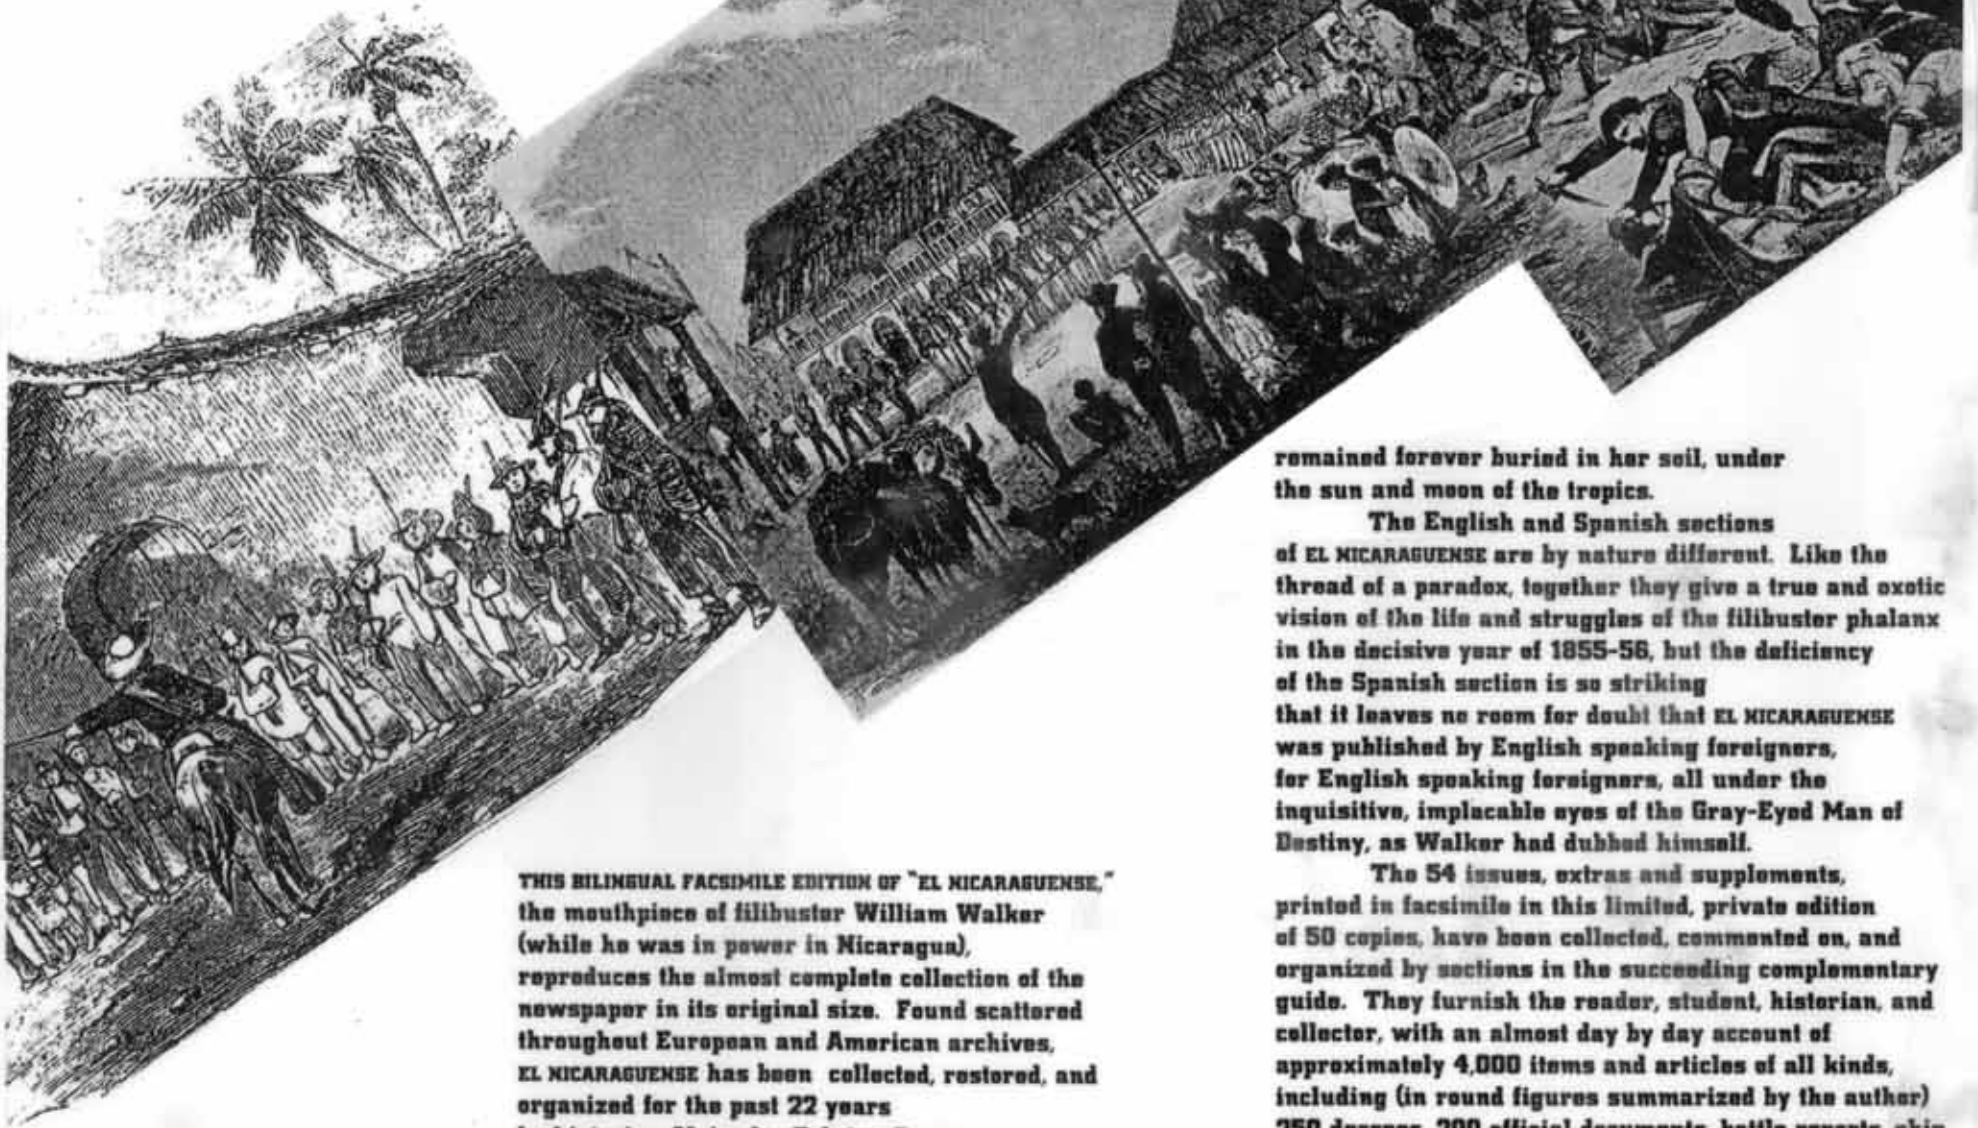 THIS BILINGUAL FACSIMILE EDITION OF "EL NICARAGUENSE,"
the mouthpiece of filibuster William Walker
(while he was in power in Nicaragua),
reproduces the almost complete collection of the
newspaper in its original size. Found scattered
throughout European and American archives,
EL NICARAGUENSE has been collected, restored, and
organized for the past 22 years
remained forever buried in her soil, under
the sun and moon of the tropics.
The English and Spanish sections
of EL NICARAGUENSE are by nature different. Like the
thread of a paradox, together they give a true and exotic
vision of the life and struggles of the filibuster phalanx
in the decisive year of 1855-56, but the deficiency
of the Spanish section is so striking
that it leaves no room for doubt that EL NICARAGUENSE
was published by English speaking foreigners,
for English speaking foreigners, all under the
inquisitive, implacable eyes of the Gray-Eyed Man of
Destiny, as Walker had dubbed himself.
The 54 issues, extras and supplements,
printed in facsimile in this limited, private edition
of 50 copies, have been collected, commented on, and
organized by sections in the succeeding complementary
guide. They furnish the reader, student, historian, and
collector, with an almost day by day account of
approximately 4,000 items and articles of all kinds,
including (in round figures summarized by the author)